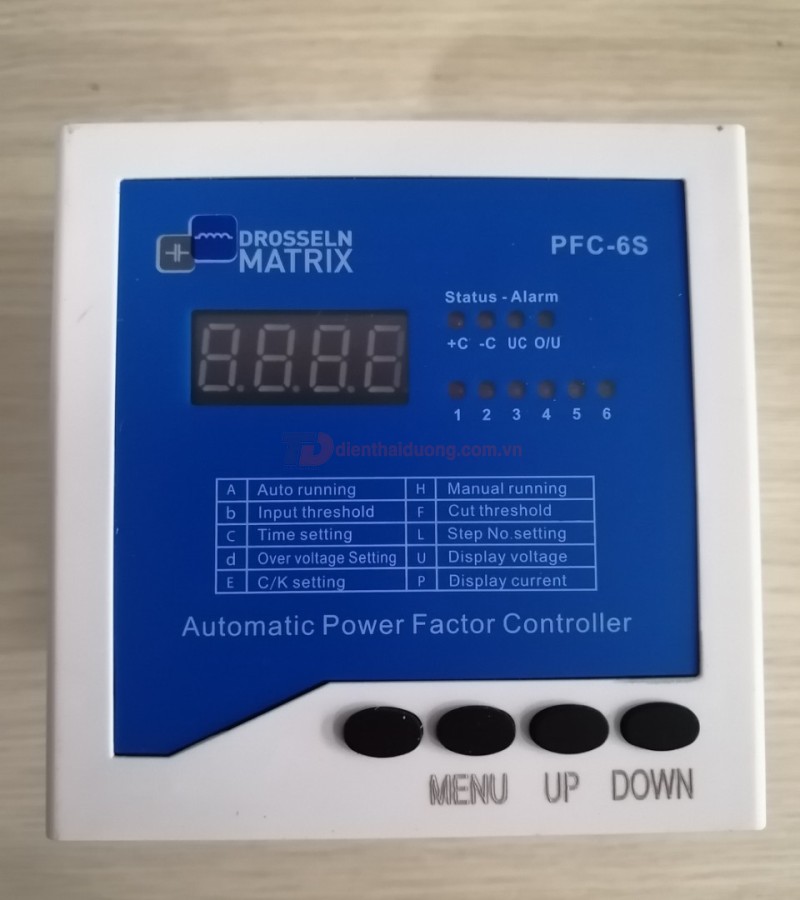 DROSSELN
MATRIX
PFC-6S
Status - Alarm
+C -C UC O/U
1 2 3 4 5 6
dienthaiduong.com.vn
A Auto running H Manual running
b Input threshold F Cut threshold
C Time setting L Step No.setting
d Over voltage Setting U Display voltage
E C/K setting P Display current
Automatic Power Factor Controller
MENU UP DOWN